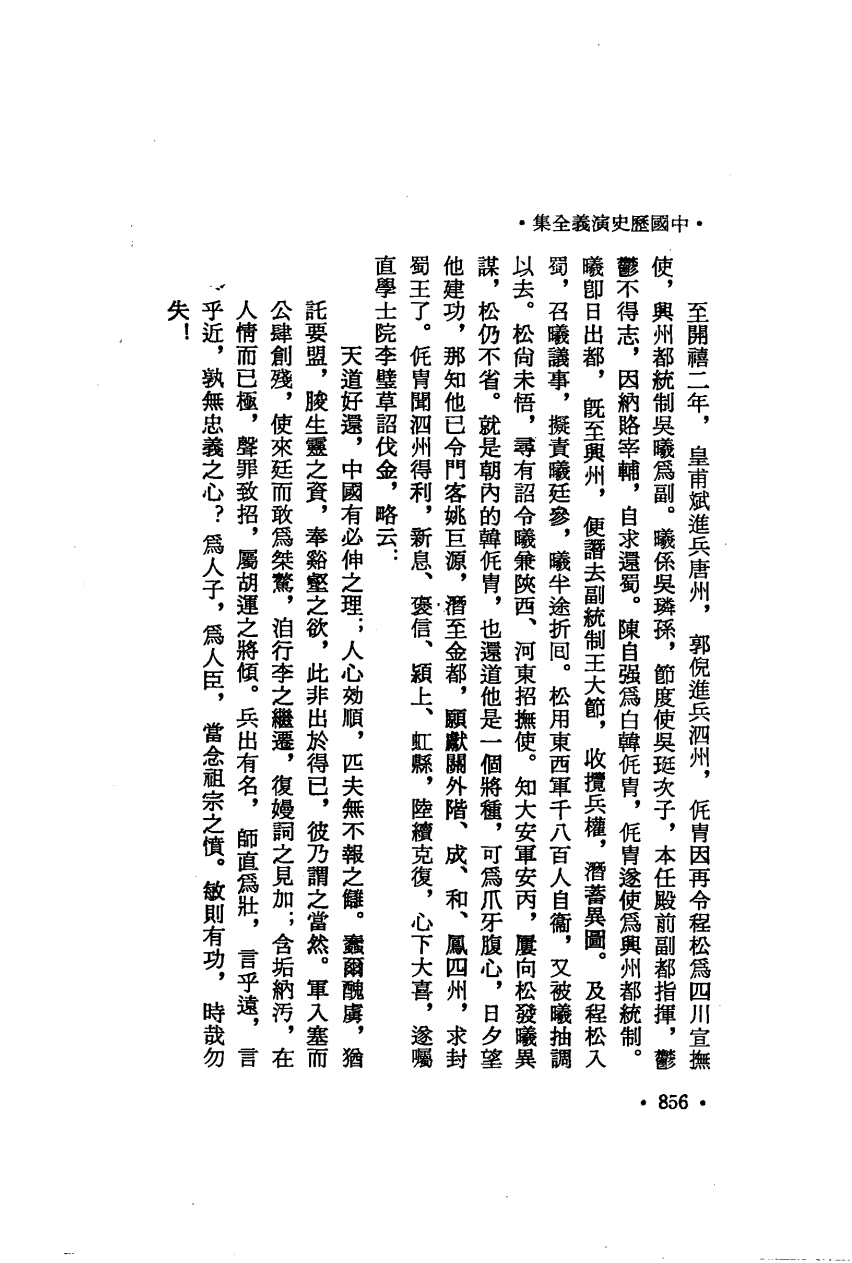 •中國歷史演義全集•
至開禧二年，皇甫斌進兵唐州，郭倪進兵泗州，侂胄因再令程松爲四川宣撫
使，興州都統制吳曦爲副。曦係吳璘孫，節度使吳珽次子，本任殿前副都指揮，鬱
鬱不得志，因納賂宰輔，自求還蜀。陳自强爲白韓侂胄，侂胄遂使爲興州都統制。
曦卽日出都，旣至興州，便譖去副統制王大節，收攬兵權，潛蓄異圖。及程松入
蜀，召曦議事，擬責曦廷參，曦半途折回。松用東西軍千八百人自衞，又被曦抽調
以去。松尙未悟，尋有詔令曦兼陝西、河東招撫使。知大安軍安丙，屢向松發曦異
謀，松仍不省。就是朝內的韓侂胄，也還道他是一個將種，可爲爪牙腹心，日夕望
他建功，那知他已令門客姚巨源，潛至金都，願獻關外階、成、和、鳳四州，求封
蜀王了。侂胄聞泗州得利，新息、褒信、潁上、虹縣，陸續克復，心下大喜，遂囑
直學士院李璧草詔伐金，略云：
天道好還，中國有必伸之理；人心効順，匹夫無不報之讎。蠢爾醜虜，猶
託要盟，朘生靈之資，奉谿壑之欲，此非出於得已，彼乃謂之當然。軍入塞而
公肆創殘，使來廷而敢爲桀驁，洎行李之繼遷，復嫚詞之見加；含垢納汚，在
人情而已極，聲罪致招，屬胡運之將傾。兵出有名，師直爲壯，言乎遠，言
乎近，孰無忠義之心？爲人子，爲人臣，當念祖宗之憤。敏則有功，時哉勿
失！
•856•